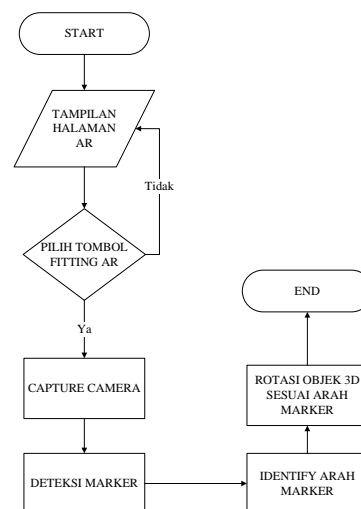 START
TAMPILAN
HALAMAN
AR
Tidak
PILIH TOMBOL
FITTING AR
Ya
CAPTURE CAMERA
DETEKSI MARKER
IDENTIFY ARAH
MARKER
ROTASI OBJEK 3D
SESUAI ARAH
MARKER
END